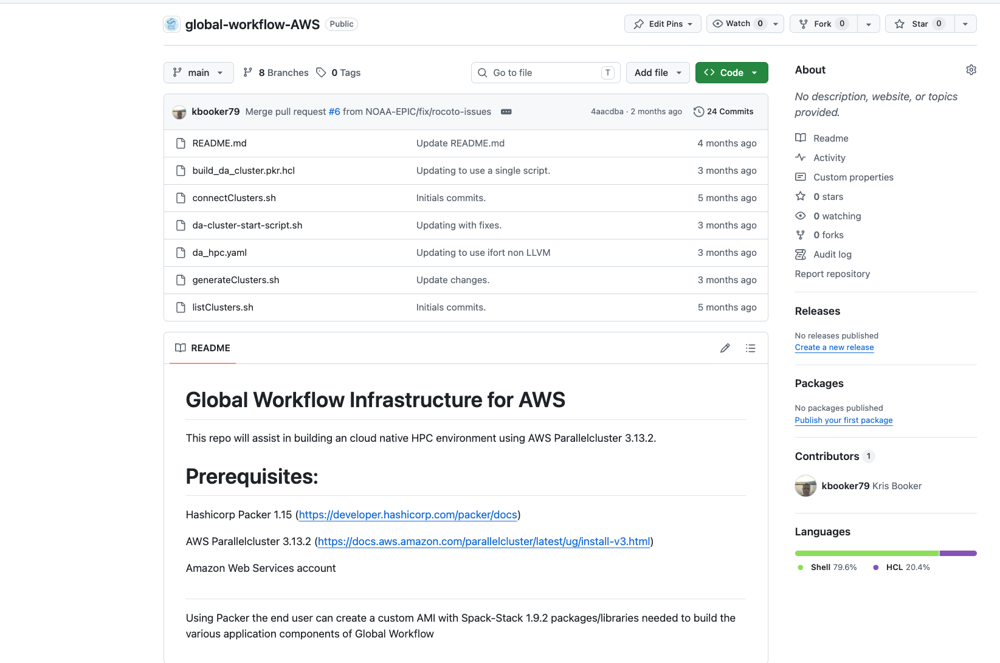 global-workflow-AWS Public Edit Pins Watch 0 Fork 0 Star 0
main 8 Branches 0 Tags Go to file T Add file Code
kbooker79 Merge pull request #6 from NOAA-EPIC/fix/rocoto-issues 4aacdba · 2 months ago 24 Commits
README.md Update README.md 4 months ago
build_da_cluster.pkr.hcl Updating to use a single script. 3 months ago
connectClusters.sh Initials commits. 5 months ago
da-cluster-start-script.sh Updating with fixes. 3 months ago
da_hpc.yaml Updating to use ifort non LLVM 3 months ago
generateClusters.sh Update changes. 3 months ago
listClusters.sh Initials commits. 5 months ago
README
Global Workflow Infrastructure for AWS
This repo will assist in building an cloud native HPC environment using AWS Parallelcluster 3.13.2.
Prerequisites:
Hashicorp Packer 1.15 (https://developer.hashicorp.com/packer/docs)
AWS Parallelcluster 3.13.2 (https://docs.aws.amazon.com/parallelcluster/latest/ug/install-v3.html)
Amazon Web Services account
Using Packer the end user can create a custom AMI with Spack-Stack 1.9.2 packages/libraries needed to build the
various application components of Global Workflow
About
No description, website, or topics
provided.
Readme
Activity
Custom properties
0 stars
0 watching
0 forks
Audit log
Report repository
Releases
No releases published
Create a new release
Packages
No packages published
Publish your first package
Contributors 1
kbooker79 Kris Booker
Languages
Shell 79.6% HCL 20.4%